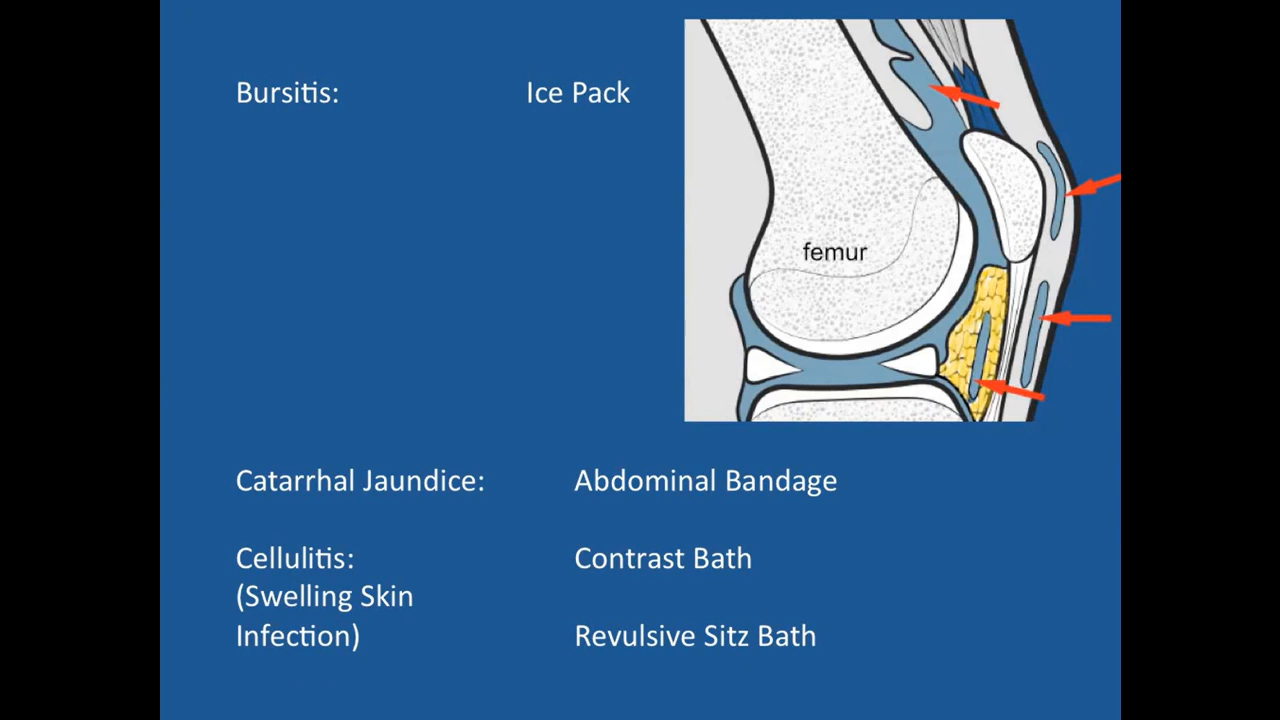 Bursitis: Ice Pack
femur
Catarrhal Jaundice: Abdominal Bandage
Cellulitis: Contrast Bath
(Swelling Skin
Infection) Revulsive Sitz Bath